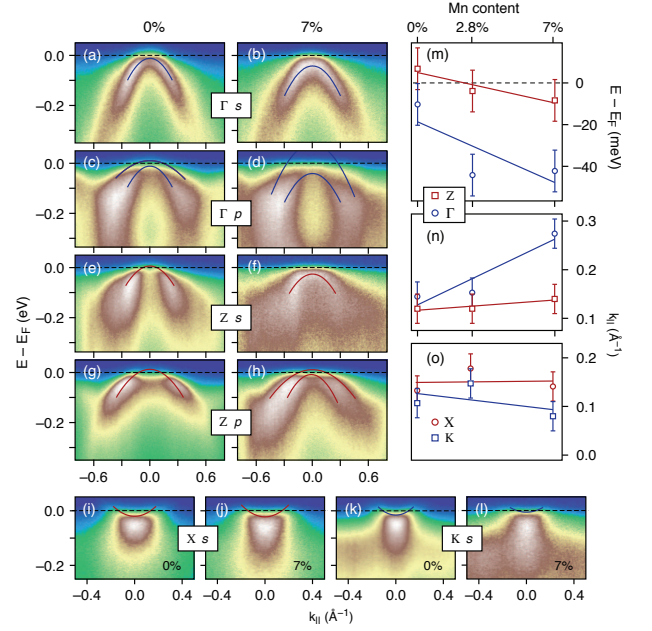 0%
7%
Mn content
0% 2.8% 7%
0.0
−0.1
−0.2
(a)
(b)
Γ s
(m)
0
−40
−80
E − EF (meV)
Z
Γ
0.0
−0.2
(c)
(d)
Γ p
(n)
0.3
0.2
0.1
k|| (Å⁻¹)
0.0
−0.2
(e)
(f)
Z s
E − EF (eV)
(o)
0.2
0.1
0.0
X
K
0.0
−0.2
(g)
(h)
Z p
−0.6 0.0 0.6
−0.6 0.0 0.6
0.0
−0.2
(i)
(j)
(k)
(l)
X s
K s
0%
7%
0%
7%
−0.4 0.0 0.4
−0.4 0.0 0.4
−0.4 0.0 0.4
−0.4 0.0 0.4
k|| (Å⁻¹)